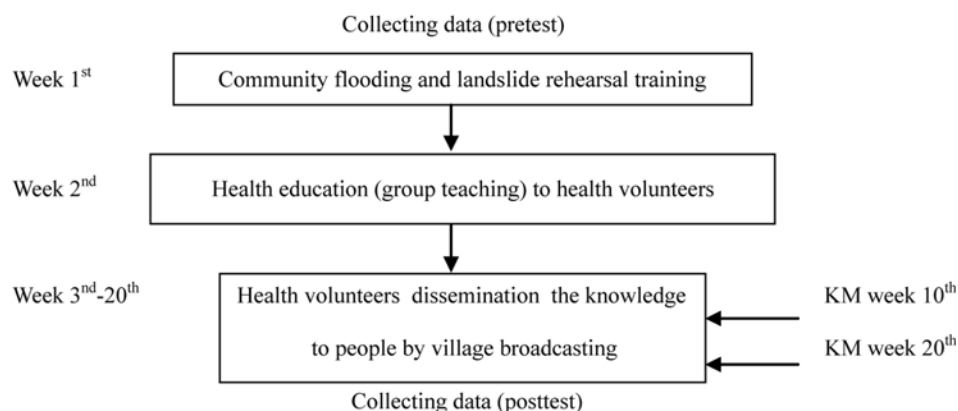 Collecting data (pretest)
Week 1st
Community flooding and landslide rehearsal training
Week 2nd
Health education (group teaching) to health volunteers
Week 3nd-20th
Health volunteers dissemination the knowledge
to people by village broadcasting
KM week 10th
KM week 20th
Collecting data (posttest)